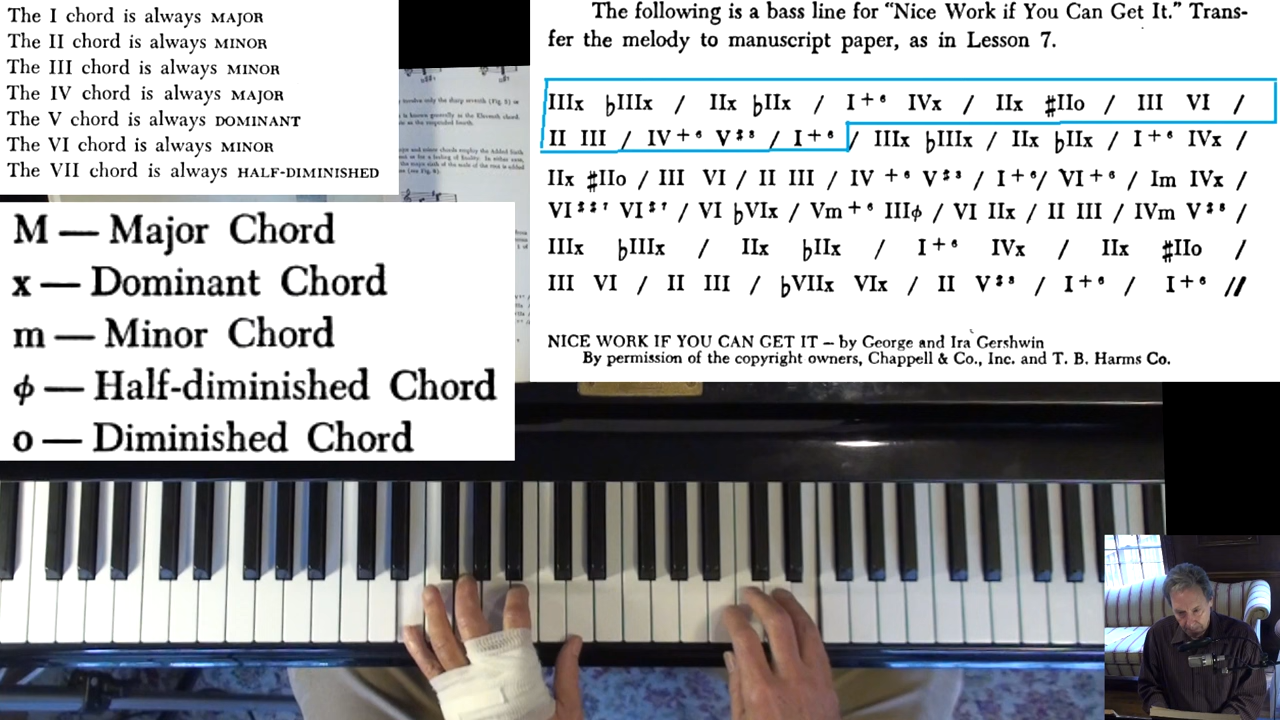 The I chord is always MAJOR
The II chord is always MINOR
The III chord is always MINOR
The IV chord is always MAJOR
The V chord is always DOMINANT
The VI chord is always MINOR
The VII chord is always HALF-DIMINISHED
M — Major Chord
x — Dominant Chord
m — Minor Chord
ϕ — Half-diminished Chord
o — Diminished Chord
The following is a bass line for “Nice Work if You Can Get It.” Trans-
fer the melody to manuscript paper, as in Lesson 7.
IIIx ♭IIIx / IIx ♭IIx / I+⁶ IVx / IIx ♯IIo / III VI /
II III / IV+⁶ V / I+⁶ / IIIx ♭IIIx / IIx ♭IIx / I+⁶ IVx /
IIx ♯IIo / III VI / II III / IV+⁶ V / I+⁶ / VI+⁶ / Im IVx /
VI VI / VI ♭VIx / Vm+⁶ IIIϕ / VI IIx / II III / IVm V /
IIIx ♭IIIx / IIx ♭IIx / I+⁶ IVx / IIx ♯IIo /
III VI / II III / ♭VIIx VIx / II V / I+⁶ / I+⁶ //
NICE WORK IF YOU CAN GET IT – by George and Ira Gershwin
By permission of the copyright owners, Chappell & Co., Inc. and T. B. Harms Co.